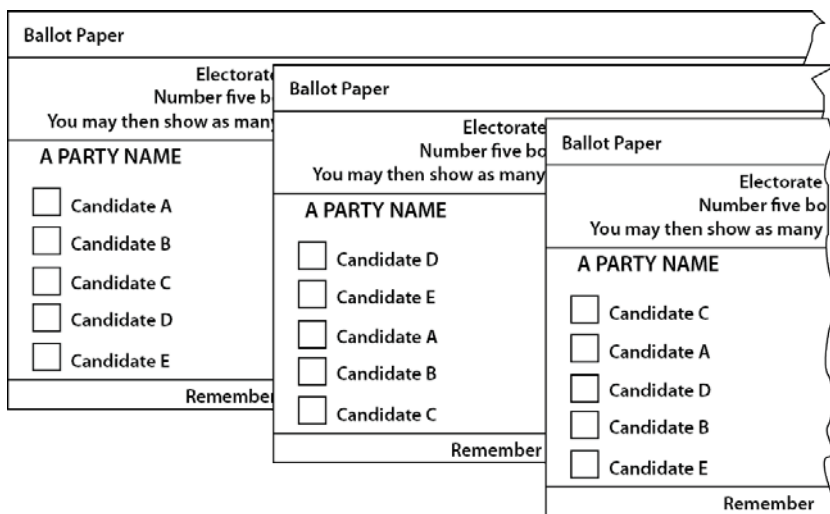 Ballot Paper
Electorate
Number five bo
You may then show as many
A PARTY NAME
Candidate A
Candidate B
Candidate C
Candidate D
Candidate E
Remember
Ballot Paper
Electorate
Number five bo
You may then show as many
A PARTY NAME
Candidate D
Candidate E
Candidate A
Candidate B
Candidate C
Remember
Ballot Paper
Electorate
Number five bo
You may then show as many
A PARTY NAME
Candidate C
Candidate A
Candidate D
Candidate B
Candidate E
Remember